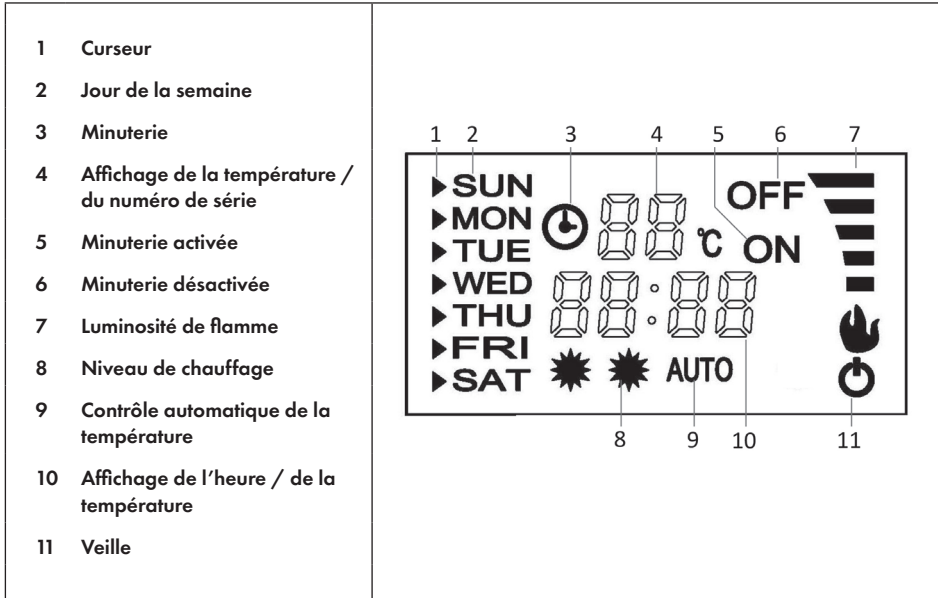 1 Curseur
2 Jour de la semaine
3 Minuterie
4 Affichage de la température /
du numéro de série
5 Minuterie activée
6 Minuterie désactivée
7 Luminosité de flamme
8 Niveau de chauffage
9 Contrôle automatique de la
température
10 Affichage de l'heure / de la
température
11 Veille
1 2 3 4 5 6 7
SUN OFF
MON 88 °C ON
TUE
WED 88:88
THU
FRI
SAT AUTO
8 9 10 11